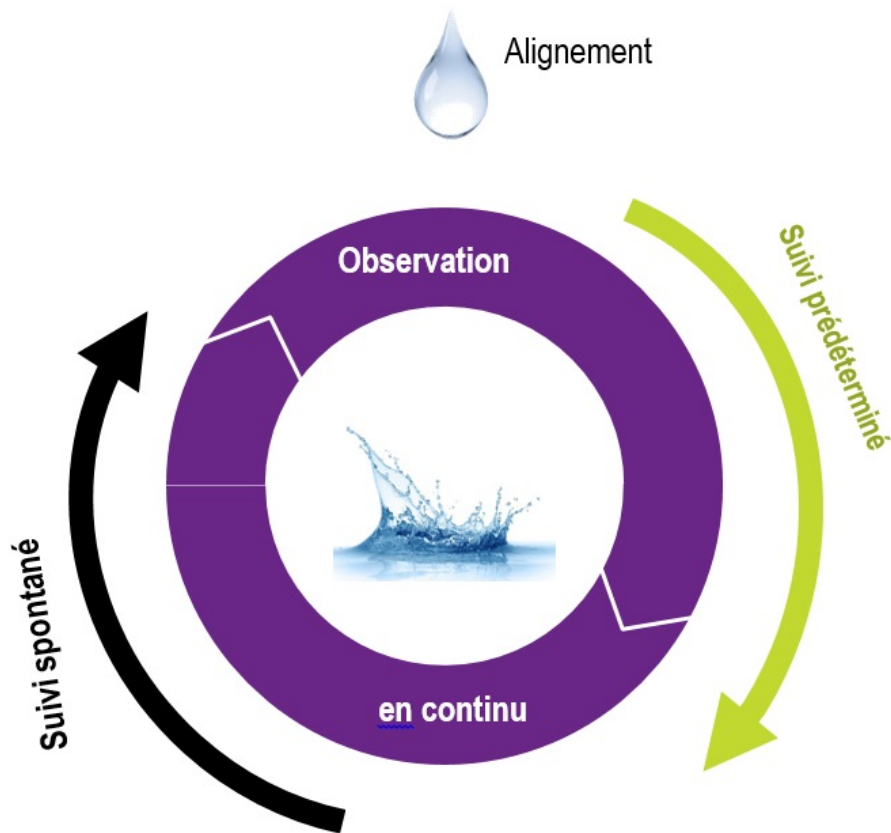 Alignement
Observation
Suivi prédéterminé
Suivi spontané
en continu